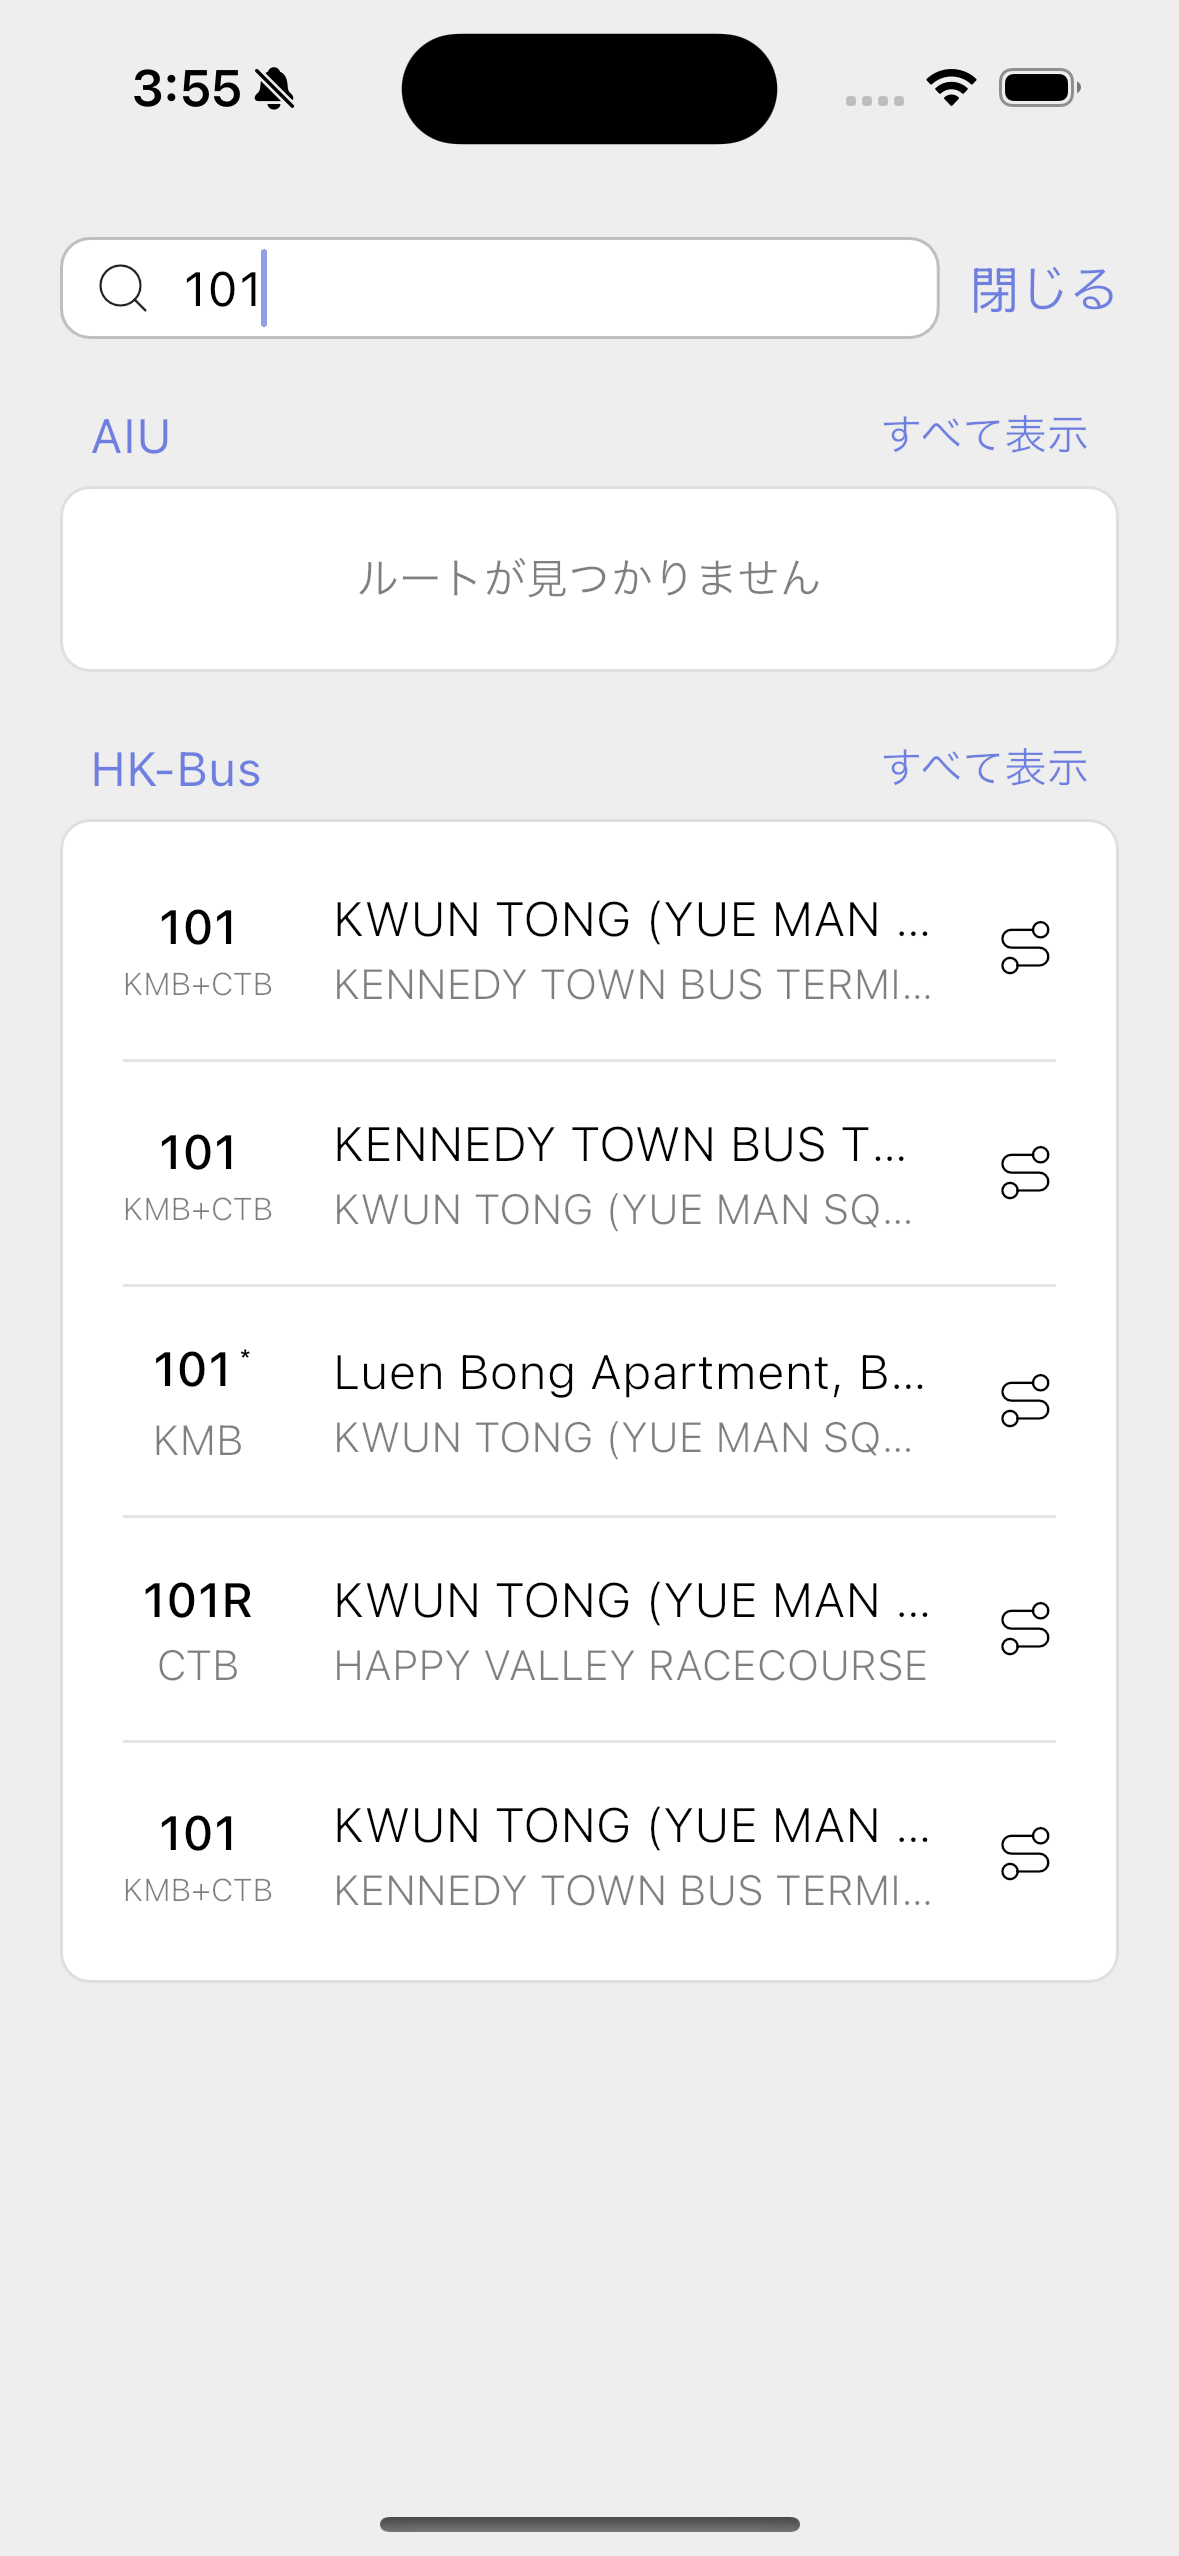 3:55
101
閉じる
AIU
すべて表示
ルートが見つかりません
HK-Bus
すべて表示
101
KMB+CTB
KWUN TONG (YUE MAN ...
KENNEDY TOWN BUS TERMI...
101
KMB+CTB
KENNEDY TOWN BUS T...
KWUN TONG (YUE MAN SQ...
101 *
KMB
Luen Bong Apartment, B...
KWUN TONG (YUE MAN SQ...
101R
CTB
KWUN TONG (YUE MAN ...
HAPPY VALLEY RACECOURSE
101
KMB+CTB
KWUN TONG (YUE MAN ...
KENNEDY TOWN BUS TERMI...